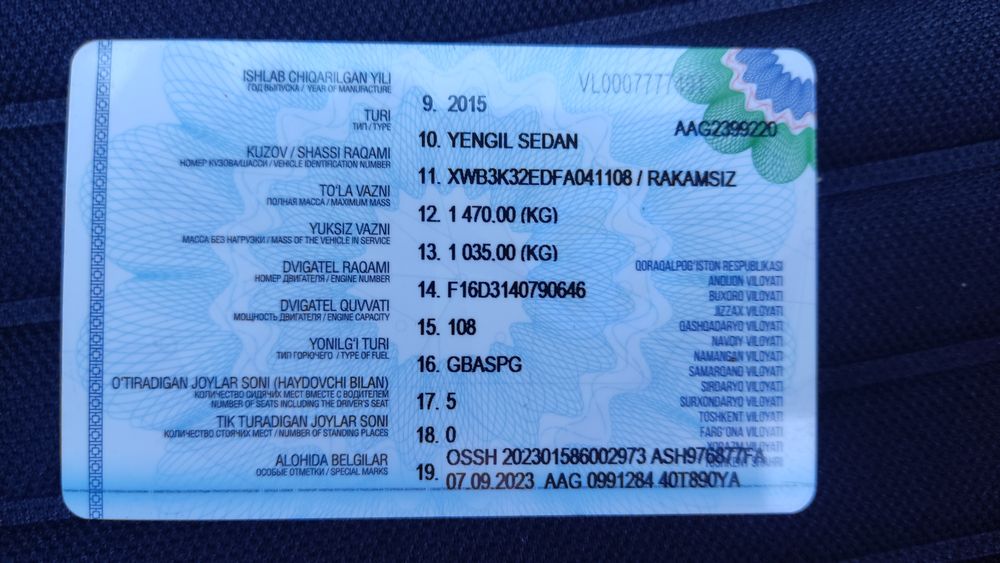 ISHLAB CHIQARILGAN YILI
ГОД ВЫПУСКА / YEAR OF MANUFACTURE
9. 2015
VL0007777491
AAG2399220
TURI
ТИП / TYPE
10. YENGIL SEDAN
KUZOV / SHASSI RAQAMI
НОМЕР КУЗОВА/ШАССИ / VEHICLE IDENTIFICATION NUMBER
11. XWB3K32EDFA041108 / RAKAMSIZ
TO'LA VAZNI
ПОЛНАЯ МАССА / MAXIMUM MASS
12. 1 470.00 (KG)
YUKSIZ VAZNI
МАССА БЕЗ НАГРУЗКИ / MASS OF THE VEHICLE IN SERVICE
13. 1 035.00 (KG)
DVIGATEL RAQAMI
НОМЕР ДВИГАТЕЛЯ / ENGINE NUMBER
14. F16D3140790646
DVIGATEL QUVVATI
МОЩНОСТЬ ДВИГАТЕЛЯ / ENGINE CAPACITY
15. 108
YONILG'I TURI
ТИП ГОРЮЧЕГО / TYPE OF FUEL
16. GBASPG
O'TIRADIGAN JOYLAR SONI (HAYDOVCHI BILAN)
КОЛИЧЕСТВО СИДЯЧИХ МЕСТ ВМЕСТЕ С ВОДИТЕЛЕМ
NUMBER OF SEATS INCLUDING THE DRIVER'S SEAT
17. 5
TIK TURADIGAN JOYLAR SONI
КОЛИЧЕСТВО СТОЯЧИХ МЕСТ / NUMBER OF STANDING PLACES
18. 0
ALOHIDA BELGILAR
ОСОБЫЕ ОТМЕТКИ / SPECIAL MARKS
19. OSSH 202301586002973 ASH976877FA
07.09.2023 AAG 0991284 40T890YA
QORAQALPOG'ISTON RESPUBLIKASI
ANDIJON VILOYATI
BUXORO VILOYATI
JIZZAX VILOYATI
QASHQADARYO VILOYATI
NAVOIY VILOYATI
NAMANGAN VILOYATI
SAMARQAND VILOYATI
SIRDARYO VILOYATI
SURXONDARYO VILOYATI
TOSHKENT VILOYATI
FARG'ONA VILOYATI
XORAZM VILOYATI
TOSHKENT SHAHRI